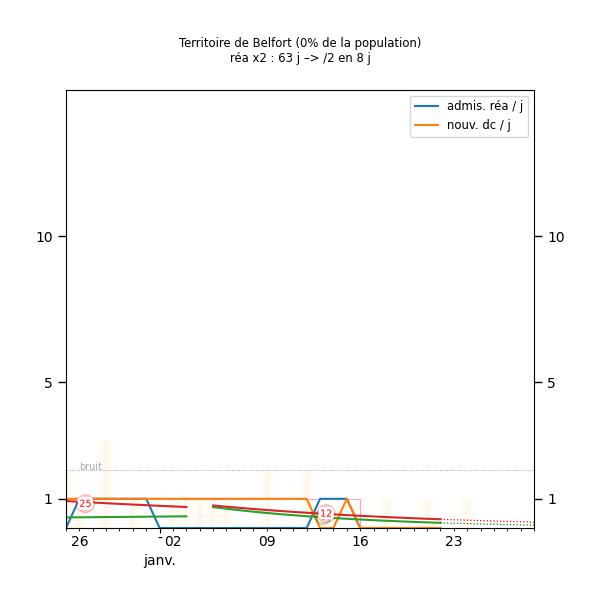 Territoire de Belfort (0% de la population)
réa x2 : 63 j –> /2 en 8 j
admis. réa / j
nouv. dc / j
10 10
5 5
bruit
1 25 12 1
26 02 09 16 23
janv.